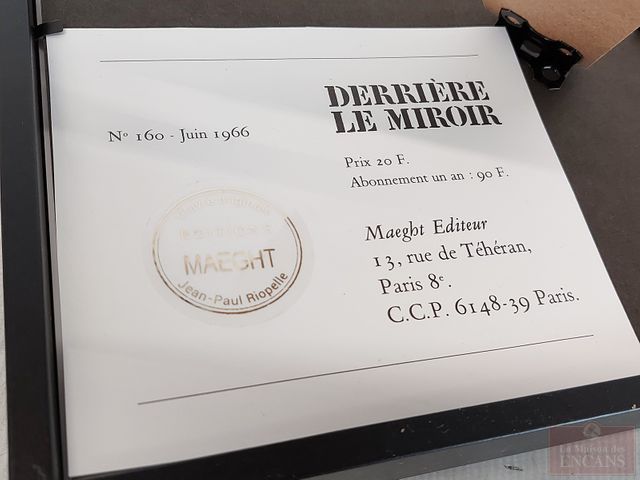 DERRIÈRE
LE MIROIR
Nº 160 - Juin 1966
Prix 20 F.
Abonnement un an : 90 F.
MAEGHT
Jean-Paul Riopelle
Maeght Editeur
13, rue de Téhéran,
Paris 8e.
C.C.P. 6148-39 Paris.
La Maison des
ENCANS